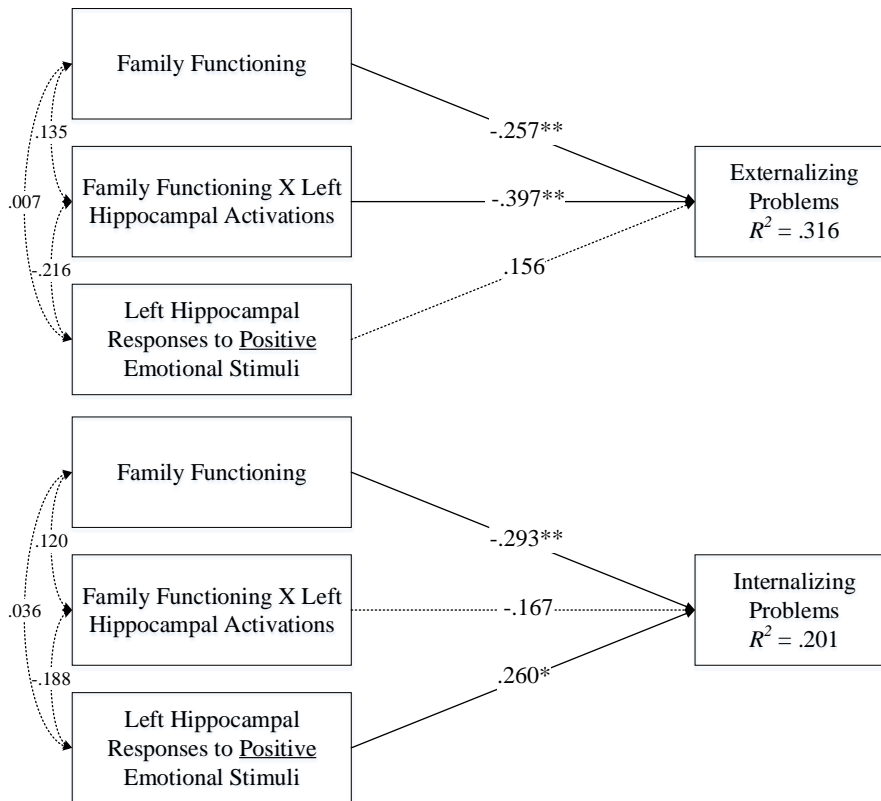 Family Functioning
.135
-.257**
Family Functioning X Left
Hippocampal Activations
.007
-.397**
Externalizing
Problems
R² = .316
-.216
.156
Left Hippocampal
Responses to Positive
Emotional Stimuli
Family Functioning
.120
-.293**
Family Functioning X Left
Hippocampal Activations
.036
-.167
Internalizing
Problems
R² = .201
-.188
.260*
Left Hippocampal
Responses to Positive
Emotional Stimuli